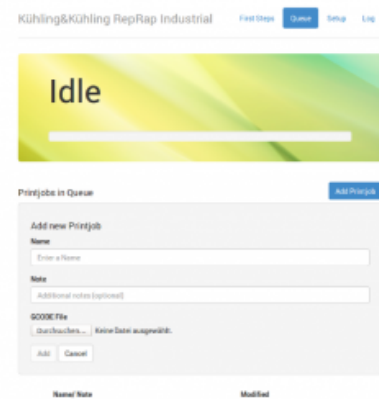 Kühling&Kühling RepRap Industrial First Steps Queue Setup Log
Idle
Printjobs in Queue Add Printjob
Add new Printjob
Name
Enter a Name
Note
Additional notes (optional)
GCODE File
Durchsuchen... Keine Datei ausgewählt.
Add Cancel
Name/ Note Modified